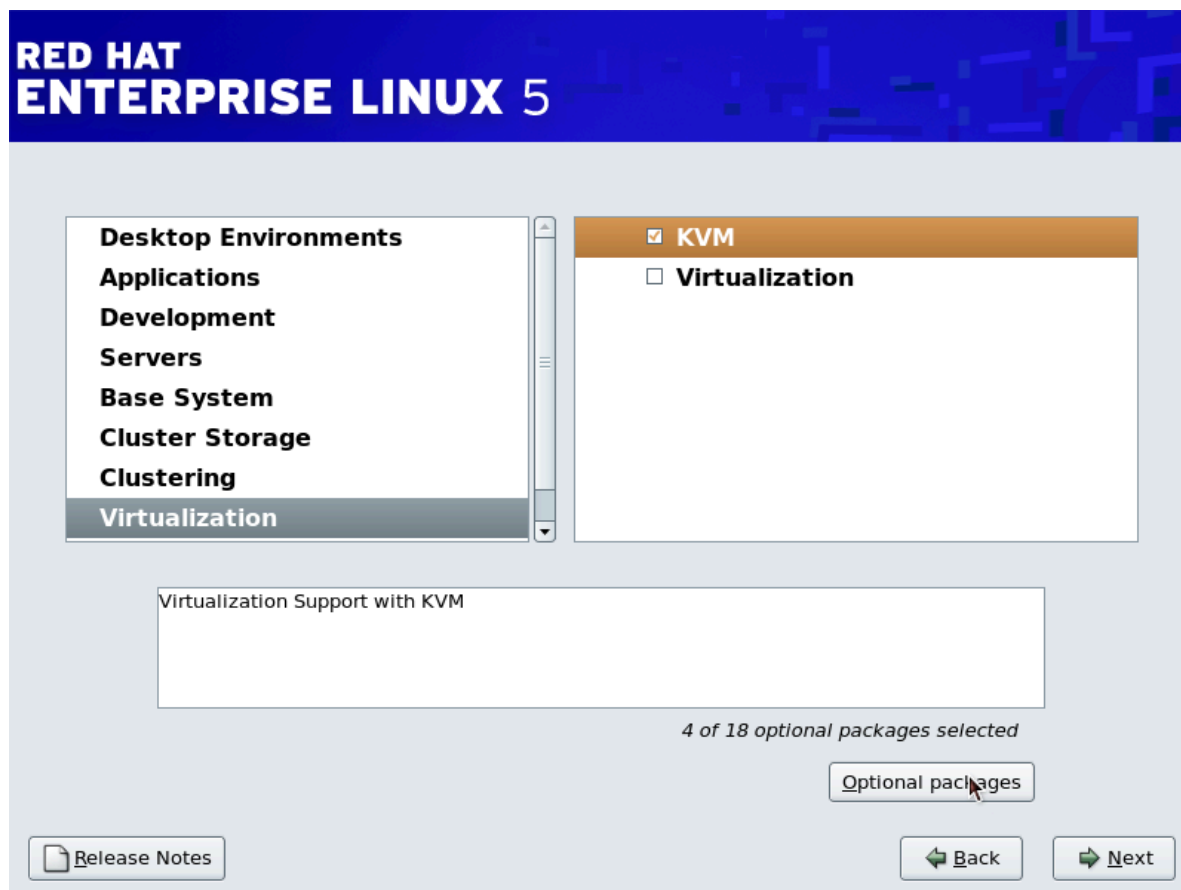 RED HAT
ENTERPRISE LINUX 5
Desktop Environments
Applications
Development
Servers
Base System
Cluster Storage
Clustering
Virtualization
KVM
Virtualization
Virtualization Support with KVM
4 of 18 optional packages selected
Optional packages
Release Notes
Back
Next